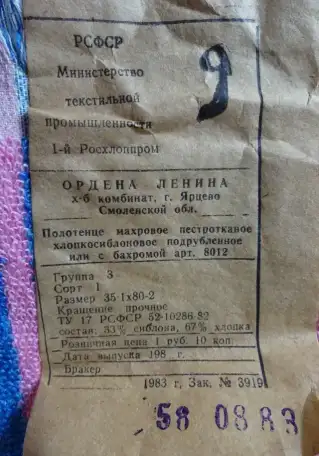 РСФСР
Министерство
текстильной
промышленности
1-й Росхлоппром
9
ОРДЕНА ЛЕНИНА
х-б комбинат, г. Ярцево
Смоленской обл.
Полотенце махровое пестротканое
хлопкосиблоновое подрубленное
или с бахромой арт. 8012
Группа 3
Сорт 1
Размер 35·1х80-2
Крашение прочное
ТУ 17 РСФСР 52-10286-82
состав: 33% сиблона, 67% хлопка
Розничная цена 1 руб. 10 коп.
Дата выпуска 198 г.
Бракер
1983 г, Зак. № 3919
58 08 83